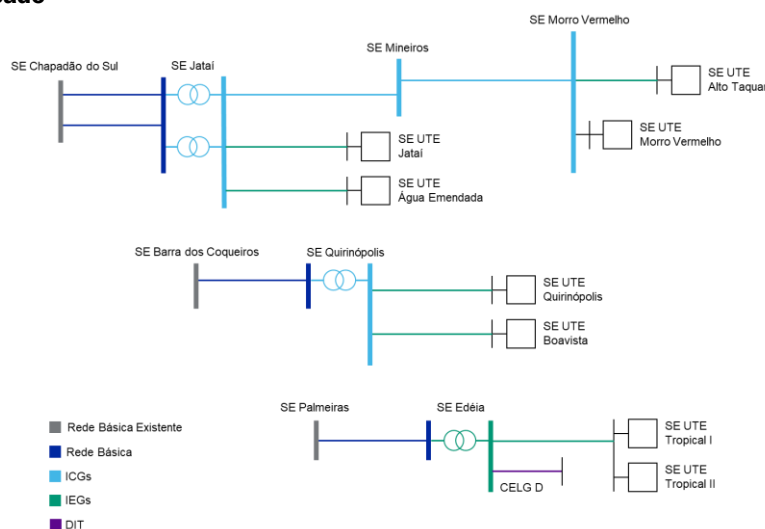 SE Morro Vermelho
SE Mineiros
SE Chapadão do Sul
SE Jataí
SE UTE
SE UTE
Morro Vermelho
SE UTE
Jataí
SE UTE
Água Emendada
SE Barra dos Coqueiros
SE Quirinópolis
SE UTE
Quirinópolis
SE UTE
Boavista
SE Palmeiras
SE Edéia
SE UTE
Tropical I
SE UTE
Tropical II
CELG D
Rede Básica Existente
Rede Básica
ICGs
IEGs
DIT